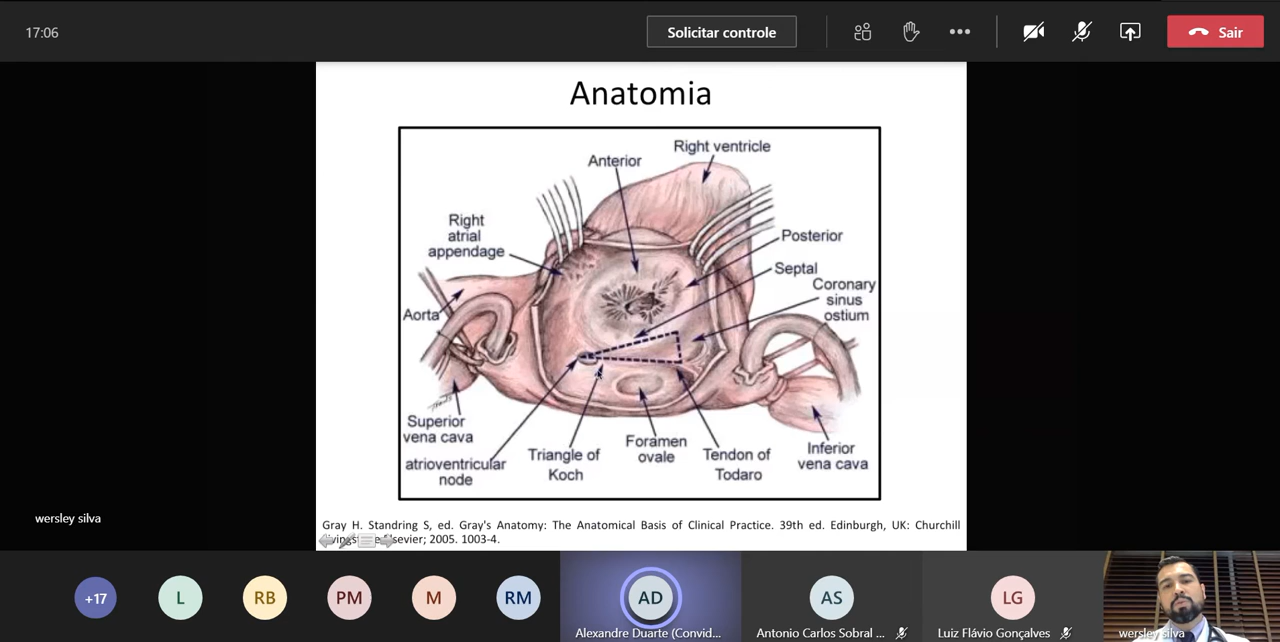 17:06
Solicitar controle
Sair
Anatomia
Right ventricle
Anterior
Right
atrial
appendage
Posterior
Septal
Coronary
sinus
ostium
Aorta
Superior
vena cava
atrioventricular
node
Triangle of
Koch
Foramen
ovale
Tendon of
Todaro
Inferior
vena cava
wersley silva
Gray H. Standring S, ed. Gray's Anatomy: The Anatomical Basis of Clinical Practice. 39th ed. Edinburgh, UK: Churchill
2005. 1003-4.
+17
L
RB
PM
M
RM
AD
AS
LG
Alexandre Duarte (Convid...
Antonio Carlos Sobral ...
Luiz Flávio Gonçalves
wersley silva